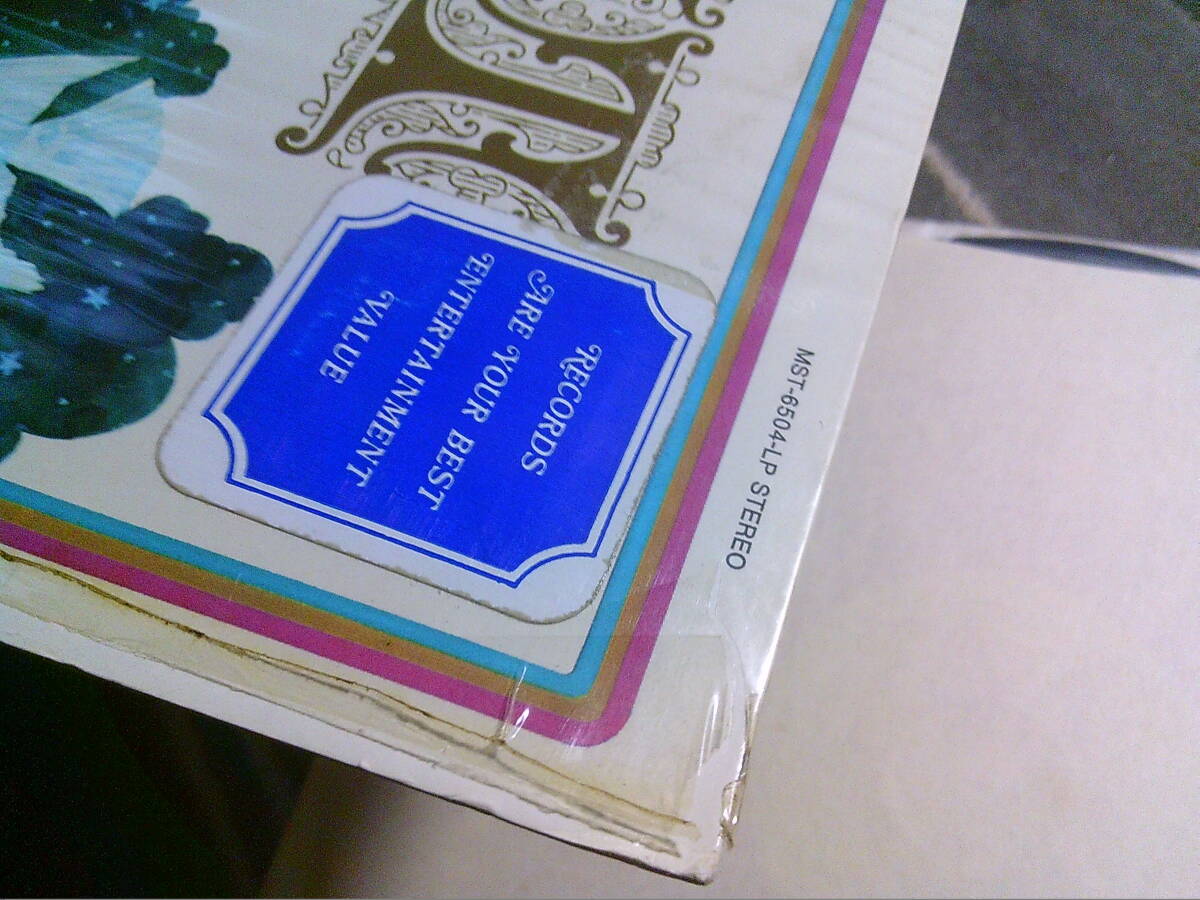 MST-6504-LP STEREO
RECORDS
ARE YOUR BEST
ENTERTAINMENT
VALUE